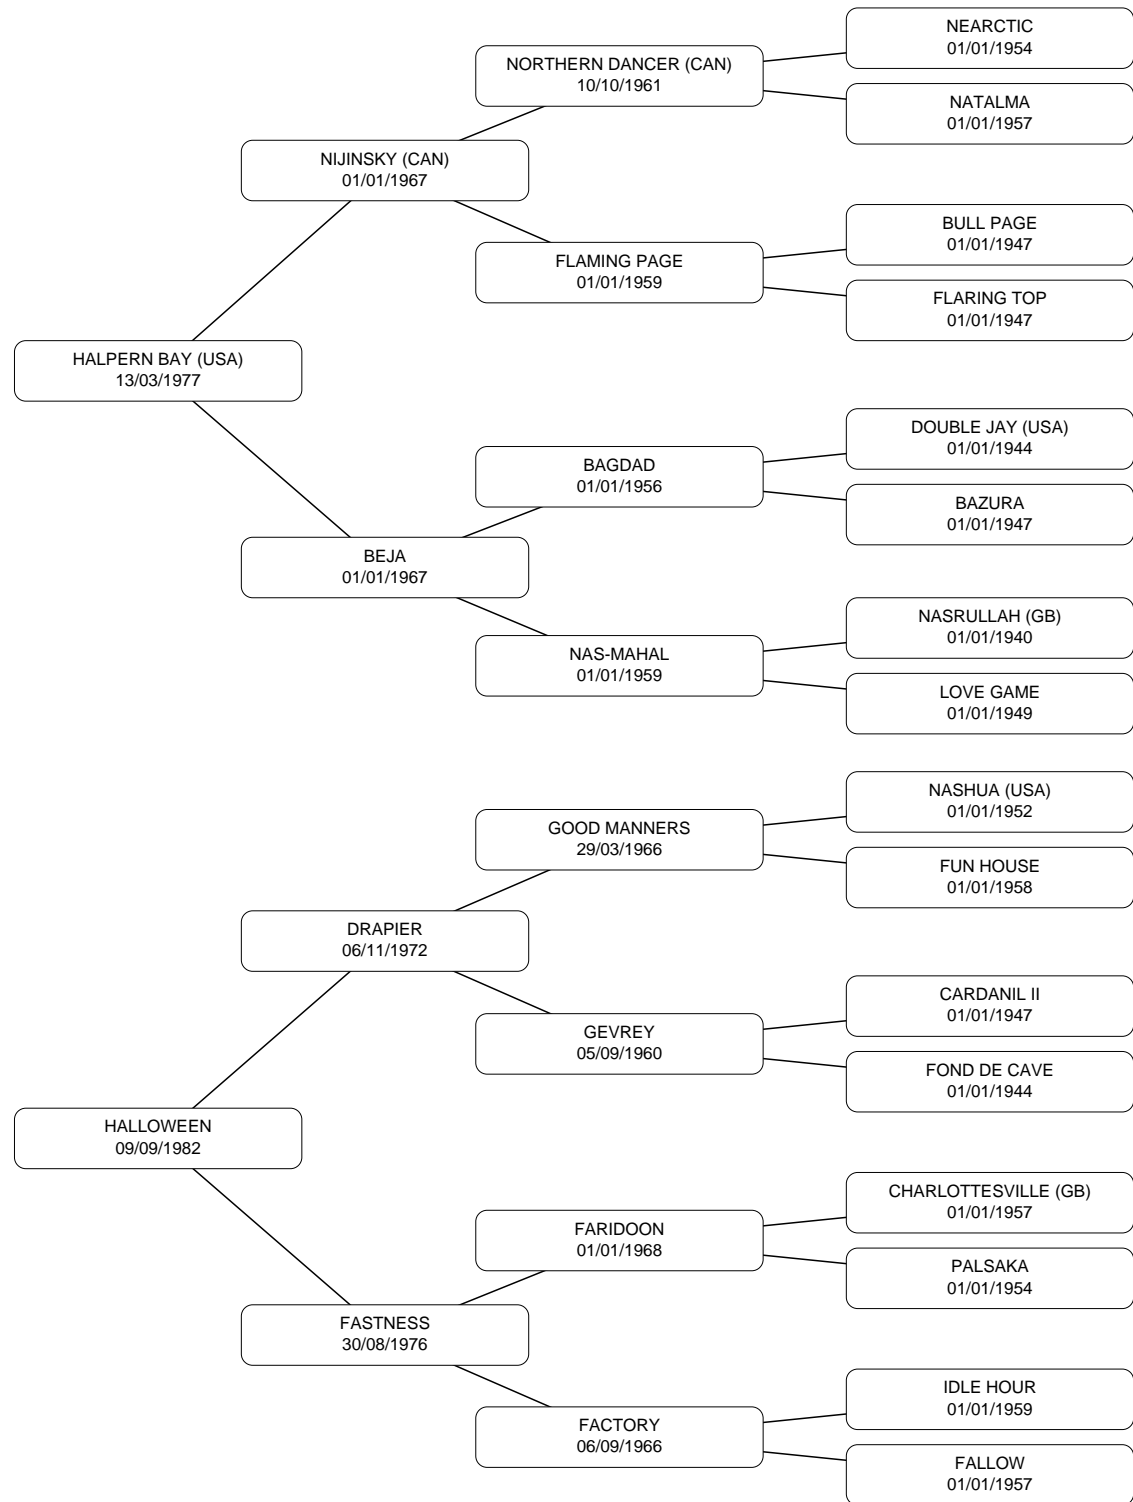 NEARCTIC
01/01/1954
NORTHERN DANCER (CAN)
10/10/1961
NATALMA
01/01/1957
NIJINSKY (CAN)
01/01/1967
BULL PAGE
01/01/1947
FLAMING PAGE
01/01/1959
FLARING TOP
01/01/1947
HALPERN BAY (USA)
13/03/1977
DOUBLE JAY (USA)
01/01/1944
BAGDAD
01/01/1956
BAZURA
01/01/1947
BEJA
01/01/1967
NASRULLAH (GB)
01/01/1940
NAS-MAHAL
01/01/1959
LOVE GAME
01/01/1949
NASHUA (USA)
01/01/1952
GOOD MANNERS
29/03/1966
FUN HOUSE
01/01/1958
DRAPIER
06/11/1972
CARDANIL II
01/01/1947
GEVREY
05/09/1960
FOND DE CAVE
01/01/1944
HALLOWEEN
09/09/1982
CHARLOTTESVILLE (GB)
01/01/1957
FARIDOON
01/01/1968
PALSAKA
01/01/1954
FASTNESS
30/08/1976
IDLE HOUR
01/01/1959
FACTORY
06/09/1966
FALLOW
01/01/1957